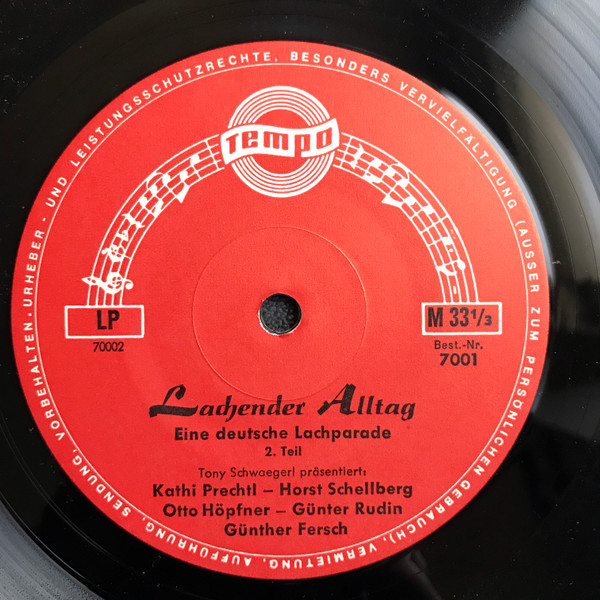 URHEBER- UND LEISTUNGSSCHUTZRECHTE, BESONDERS VERVIELFÄLTIGUNG (AUSSER ZUM PERSÖNLICHEN GEBRAUCH), VERMIETUNG, AUFFÜHRUNG, SENDUNG, VORBEHALTEN.
Tempo
LP
M 33 1/3
70002
Best.-Nr.
7001
Lachender Alltag
Eine deutsche Lachparade
2. Teil
Tony Schwaegerl präsentiert:
Kathi Prechtl – Horst Schellberg
Otto Höpfner – Günter Rudin
Günther Fersch